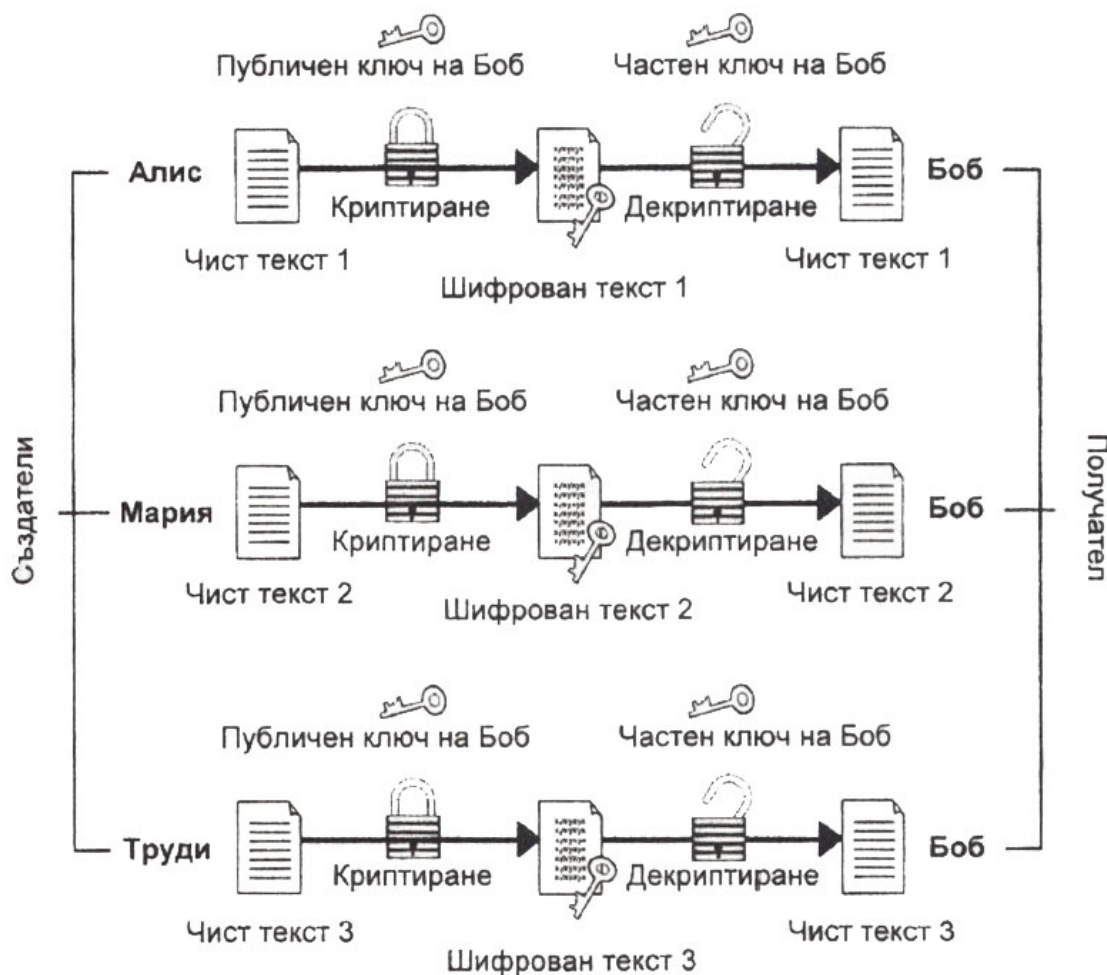 Публичен ключ на Боб
Частен ключ на Боб
Алис
Криптиране
Декриптиране
Боб
Чист текст 1
Шифрован текст 1
Чист текст 1
Публичен ключ на Боб
Частен ключ на Боб
Създатели
Мария
Криптиране
Декриптиране
Боб
Получател
Чист текст 2
Шифрован текст 2
Чист текст 2
Публичен ключ на Боб
Частен ключ на Боб
Труди
Криптиране
Декриптиране
Боб
Чист текст 3
Шифрован текст 3
Чист текст 3